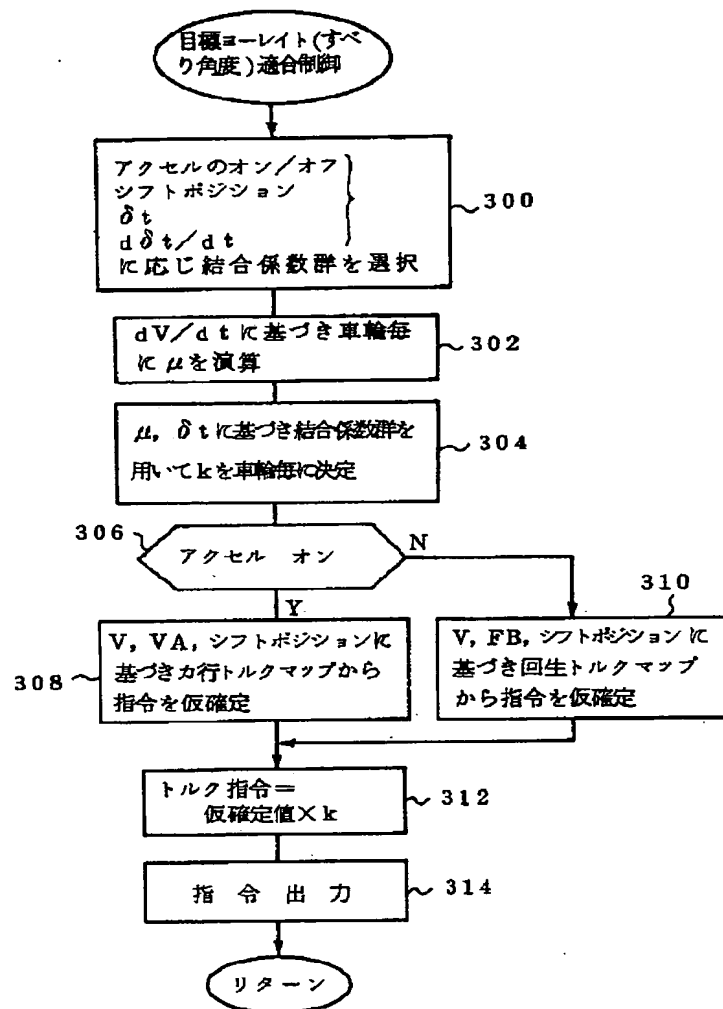 目標ヨーレイト(すべ
り角度)適合制御
アクセルのオン/オフ
シフトポジション
δt
dδt/dt
に応じ結合係数群を選択
300
dV/dtに基づき車輪毎
にμを演算
302
μ, δtに基づき結合係数群を
用いてkを車輪毎に決定
304
306
アクセル オン
N
Y
310
V, VA, シフトポジションに
基づき力行トルクマップから
指令を仮確定
308
V, FB, シフトポジションに
基づき回生トルクマップ
から指令を仮確定
トルク指令=
仮確定値×k
312
指令出力
314
リターン